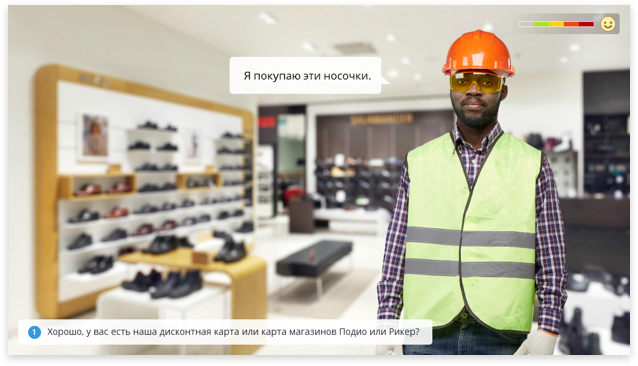 Я покупаю эти носочки.
1 Хорошо, у вас есть наша дисконтная карта или карта магазинов Подио или Рикер?